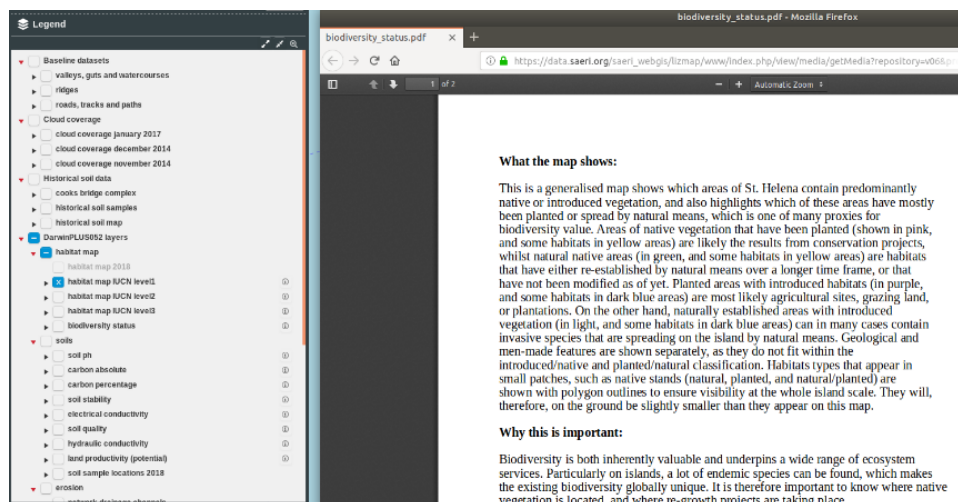 Legend
Baseline datasets
valleys, guts and watercourses
ridges
roads, tracks and paths
Cloud coverage
cloud coverage january 2017
cloud coverage december 2014
cloud coverage november 2014
Historical soil data
cooks bridge complex
historical soil samples
historical soil map
DarwinPLUS052 layers
habitat map
habitat map 2018
habitat map IUCN level1
habitat map IUCN level2
habitat map IUCN level3
biodiversity status
soils
soil ph
carbon absolute
carbon percentage
soil stability
electrical conductivity
soil quality
hydraulic conductivity
land productivity (potential)
soil sample locations 2018
erosion
network drainage channels
biodiversity_status.pdf - Mozilla Firefox
biodiversity_status.pdf
https://data.saeri.org/saeri_webgis/lizmap/www/index.php/view/media/getMedia?repository=v06&p
1 of 2
Automatic Zoom
What the map shows:
This is a generalised map shows which areas of St. Helena contain predominantly
native or introduced vegetation, and also highlights which of these areas have mostly
been planted or spread by natural means, which is one of many proxies for
biodiversity value. Areas of native vegetation that have been planted (shown in pink,
and some habitats in yellow areas) are likely the results from conservation projects,
whilst natural native areas (in green, and some habitats in yellow areas) are habitats
that have either re-established by natural means over a longer time frame, or that
have not been modified as of yet. Planted areas with introduced habitats (in purple,
and some habitats in dark blue areas) are most likely agricultural sites, grazing land,
or plantations. On the other hand, naturally established areas with introduced
vegetation (in light, and some habitats in dark blue areas) can in many cases contain
invasive species that are spreading on the island by natural means. Geological and
men-made features are shown separately, as they do not fit within the
introduced/native and planted/natural classification. Habitats types that appear in
small patches, such as native stands (natural, planted, and natural/planted) are
shown with polygon outlines to ensure visibility at the whole island scale. They will,
therefore, on the ground be slightly smaller than they appear on this map.
Why this is important:
Biodiversity is both inherently valuable and underpins a wide range of ecosystem
services. Particularly on islands, a lot of endemic species can be found, which makes
the existing biodiversity globally unique. It is therefore important to know where native
vegetation is located, and where re-growth projects are taking place.